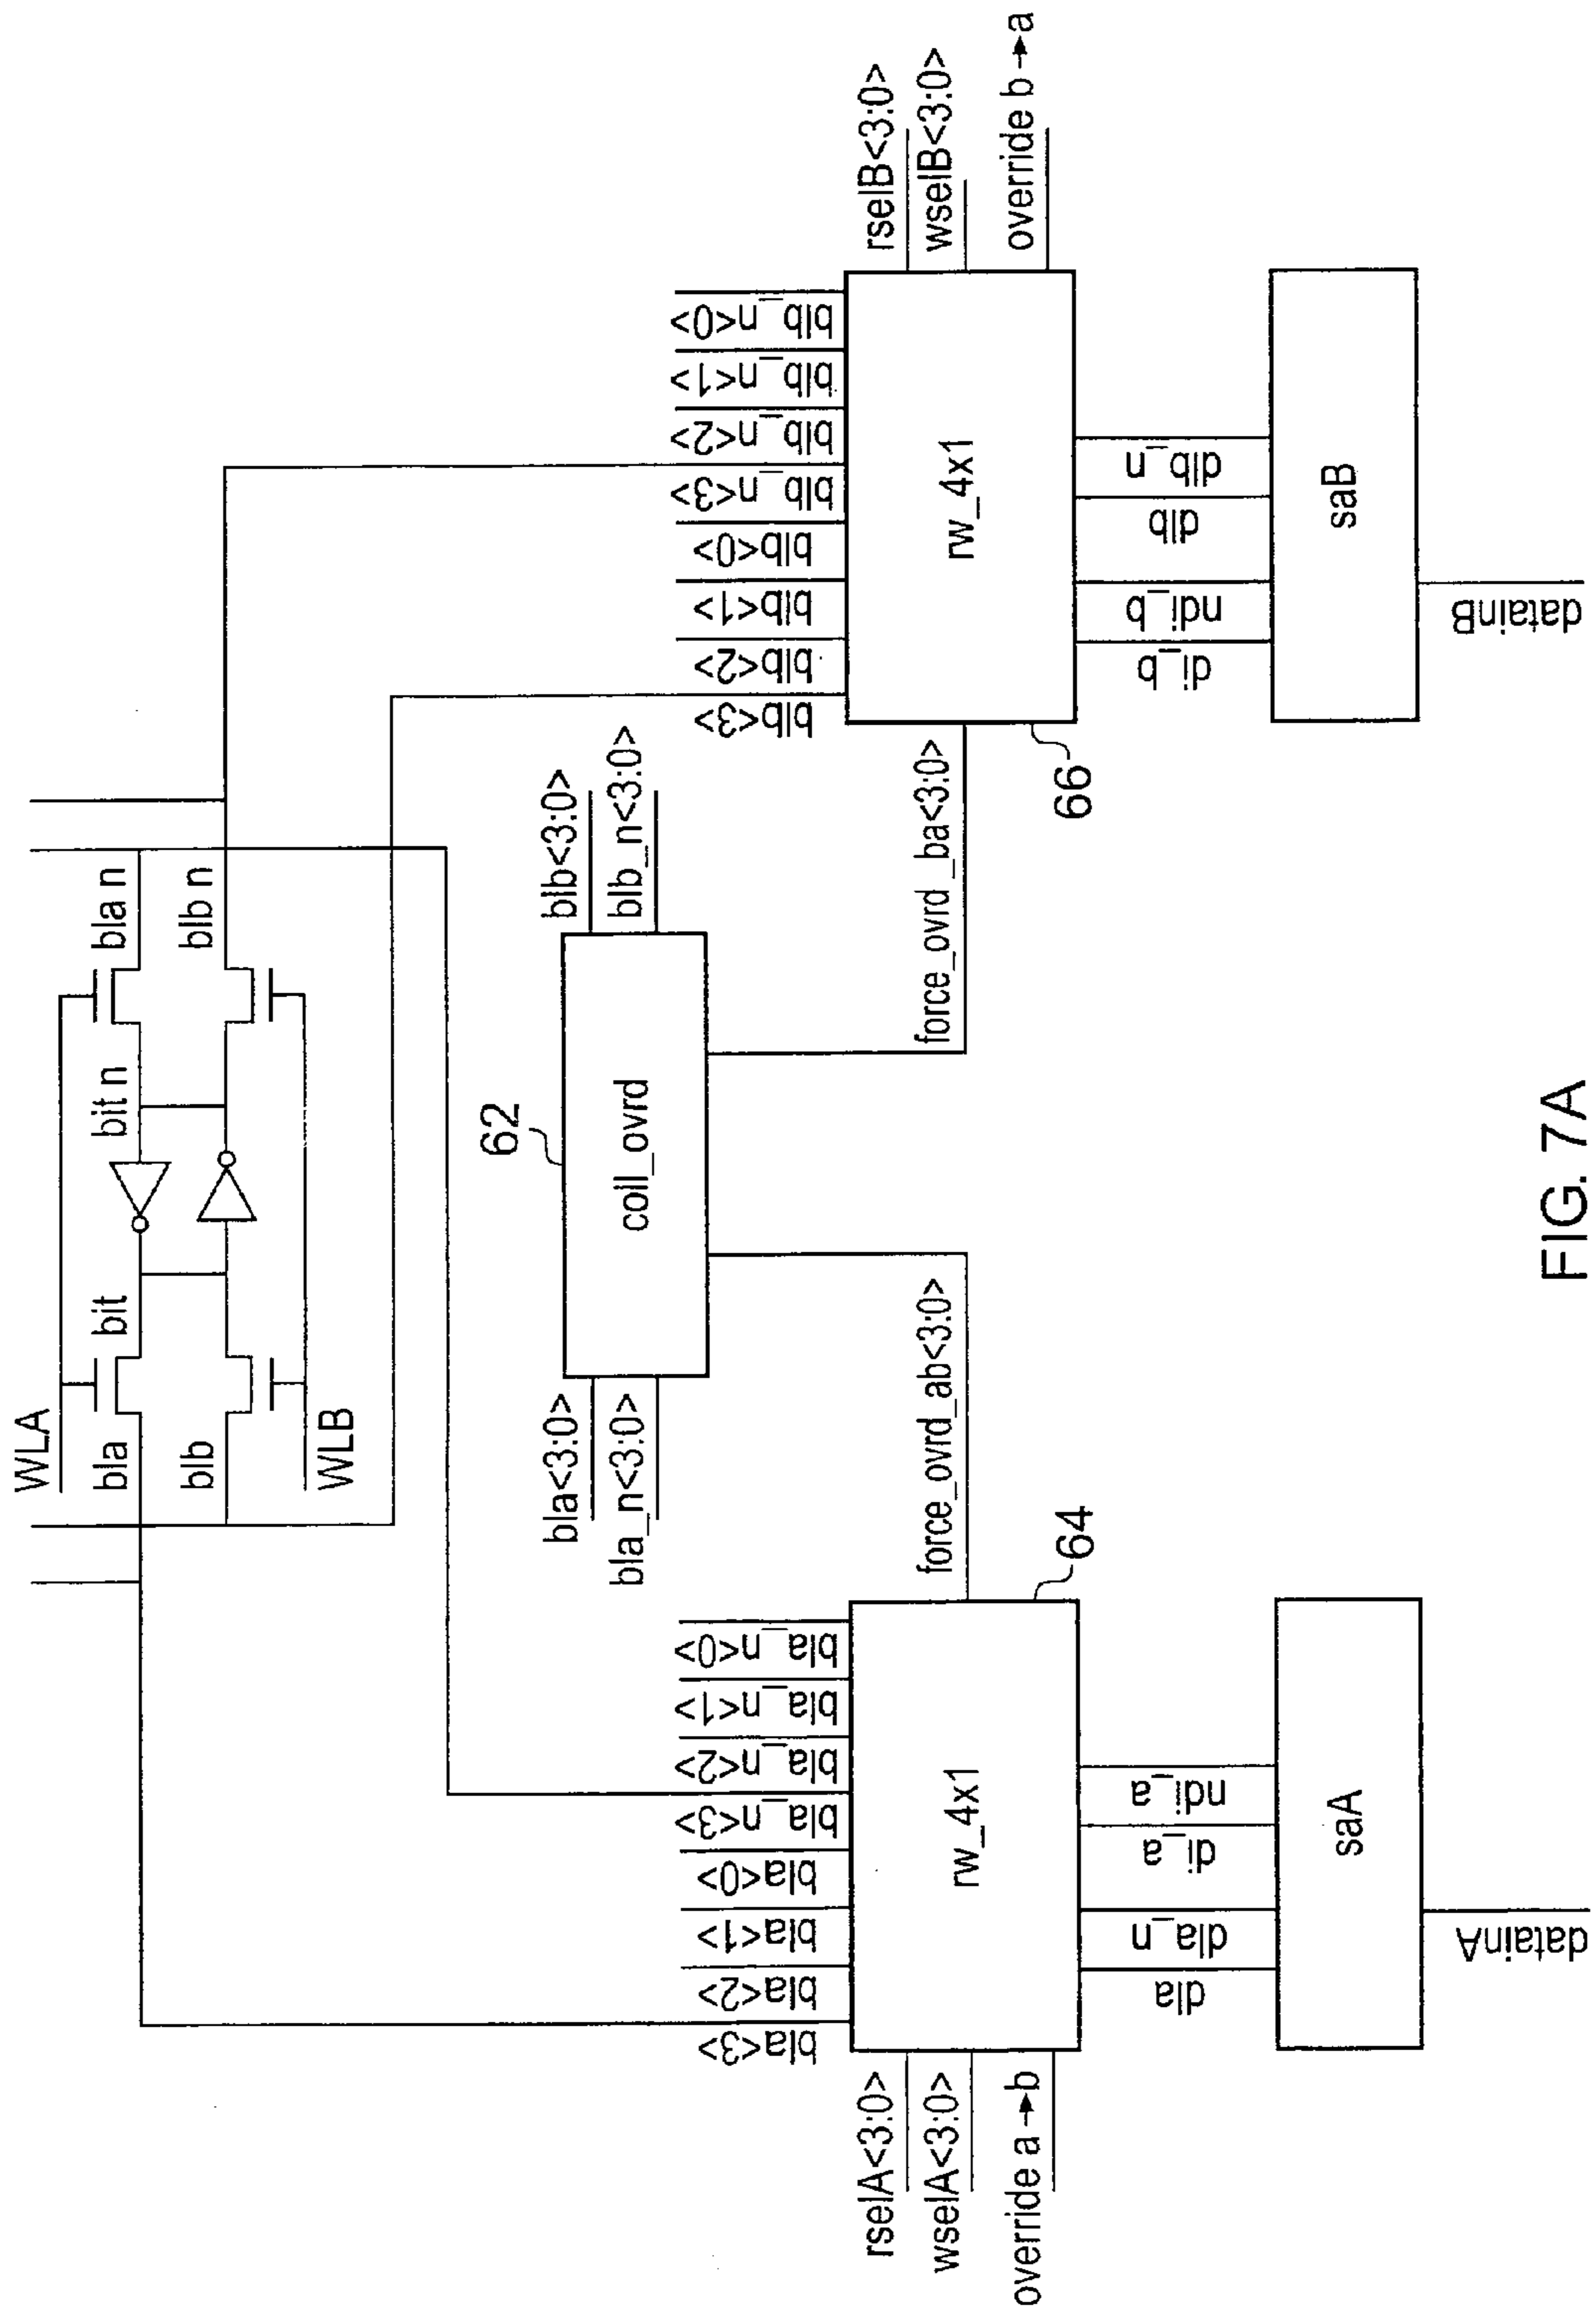 WLA
bla
bit
bit n
bla n
blb
blb n
WLB
62
coll_ovrd
bla<3:0>
bla_n<3:0>
blb<3:0>
blb_n<3:0>
force_ovrd_ab<3:0>
force_ovrd_ba<3:0>
bla<3>
bla<2>
bla<1>
bla<0>
bla_n<3>
bla_n<2>
bla_n<1>
bla_n<0>
blb<3>
blb<2>
blb<1>
blb<0>
blb_n<3>
blb_n<2>
blb_n<1>
blb_n<0>
rselA<3:0>
wselA<3:0>
override a→b
rw_4x1
64
66
rw_4x1
rselB<3:0>
wselB<3:0>
override b→a
dla
dla_n
di_a
ndi_a
di_b
ndi_b
dlb
dlb_n
saA
saB
datainA
datainB
FIG. 7A